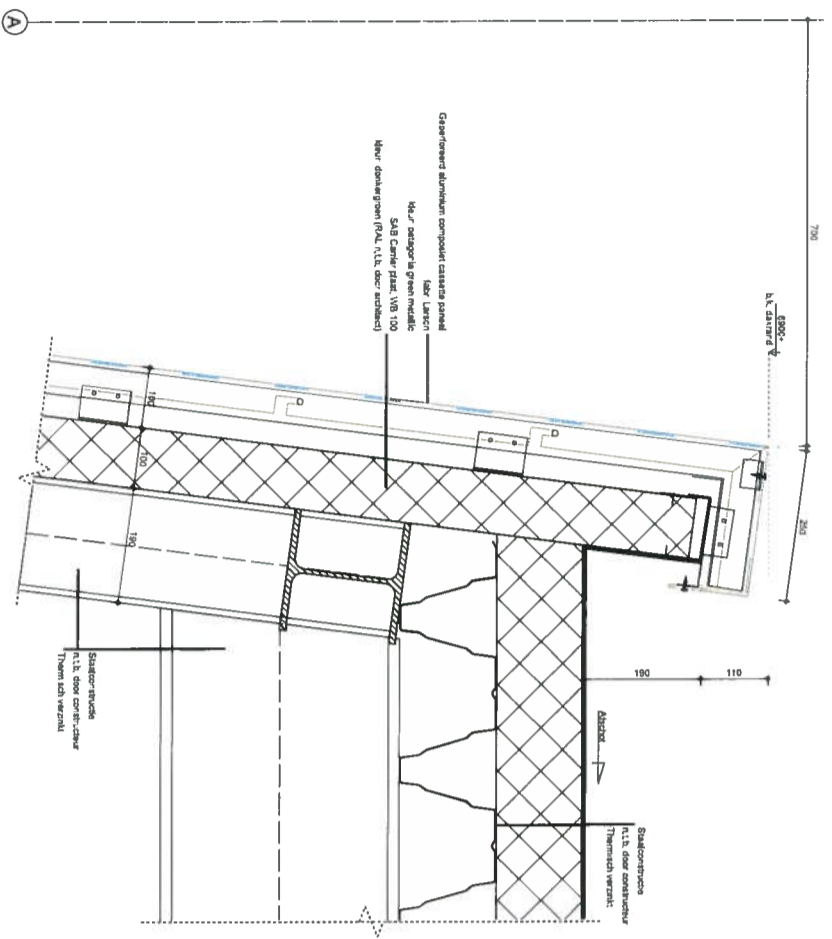 A
700
6900+
b.k. dakrand
250
Geperforeerd aluminium composiet cassette paneel
fabr. Larson
kleur patagonia green metallic
SAB Carrier plaat, WB 100
kleur donkergroen (RAL n.t.b. door architect)
100
100
190
190
110
Afschot
Staalconstructie
n.t.b. door constructeur
Thermisch verzinkt
Staalconstructie
n.t.b. door constructeur
Thermisch verzinkt